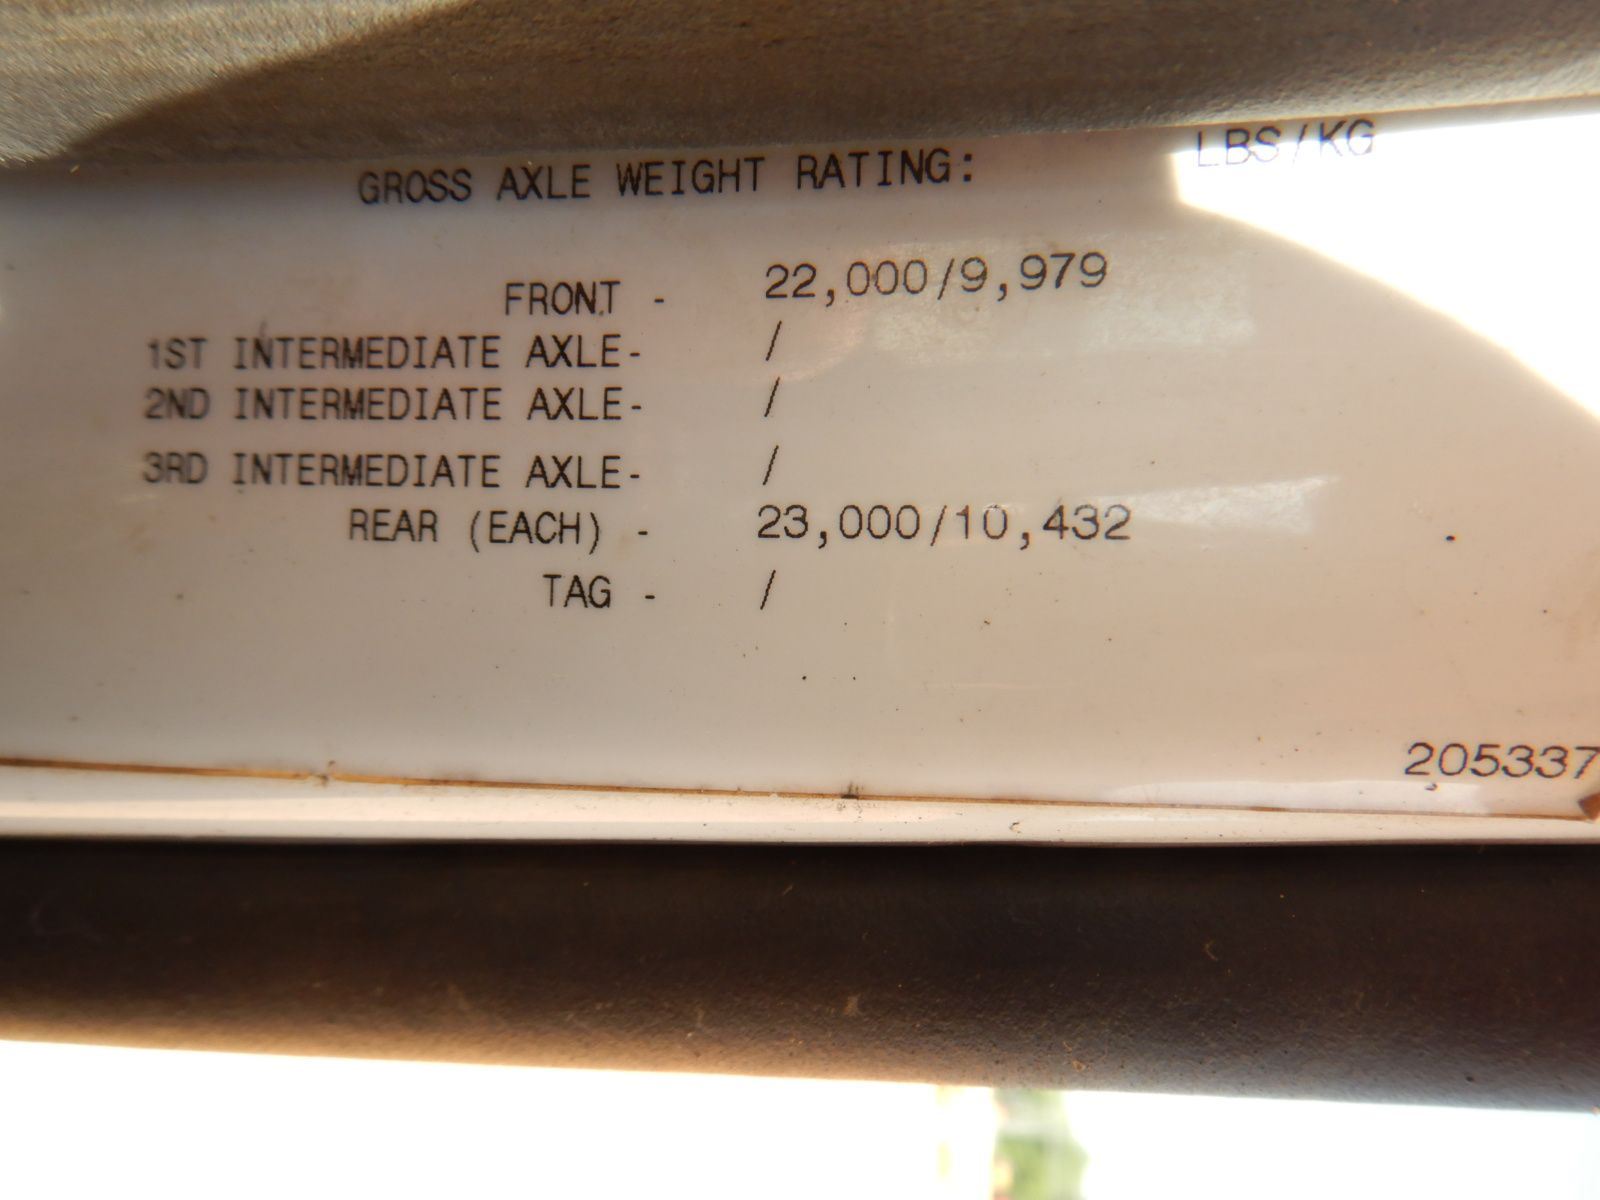 GROSS AXLE WEIGHT RATING: LBS/KG
FRONT - 22,000/9,979
1ST INTERMEDIATE AXLE- /
2ND INTERMEDIATE AXLE- /
3RD INTERMEDIATE AXLE- /
REAR (EACH) - 23,000/10,432
TAG - /
205337